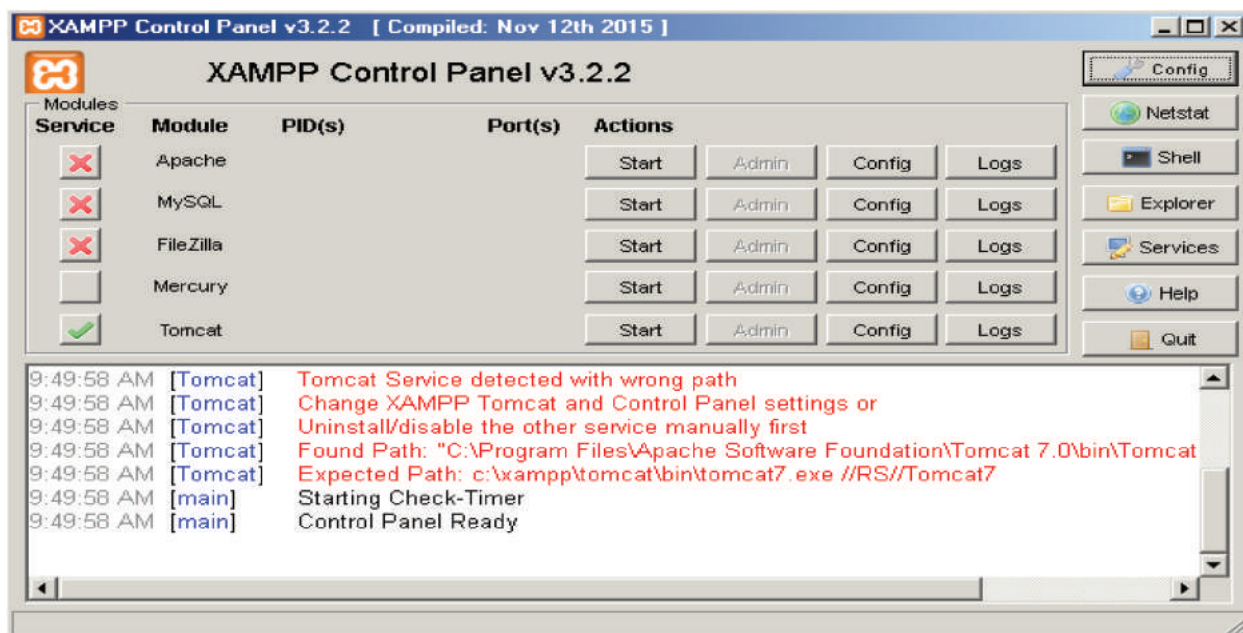 XAMPP Control Panel v3.2.2 [ Compiled: Nov 12th 2015 ]
XAMPP Control Panel v3.2.2
Config
Modules
Service Module PID(s) Port(s) Actions
Netstat
Apache Start Admin Config Logs
Shell
MySQL Start Admin Config Logs
Explorer
FileZilla Start Admin Config Logs
Services
Mercury Start Admin Config Logs
Help
Tomcat Start Admin Config Logs
Quit
9:49:58 AM [Tomcat] Tomcat Service detected with wrong path
9:49:58 AM [Tomcat] Change XAMPP Tomcat and Control Panel settings or
9:49:58 AM [Tomcat] Uninstall/disable the other service manually first
9:49:58 AM [Tomcat] Found Path: "C:\Program Files\Apache Software Foundation\Tomcat 7.0\bin\Tomcat
9:49:58 AM [Tomcat] Expected Path: c:\xampp\tomcat\bin\tomcat7.exe //RS//Tomcat7
9:49:58 AM [main] Starting Check-Timer
9:49:58 AM [main] Control Panel Ready